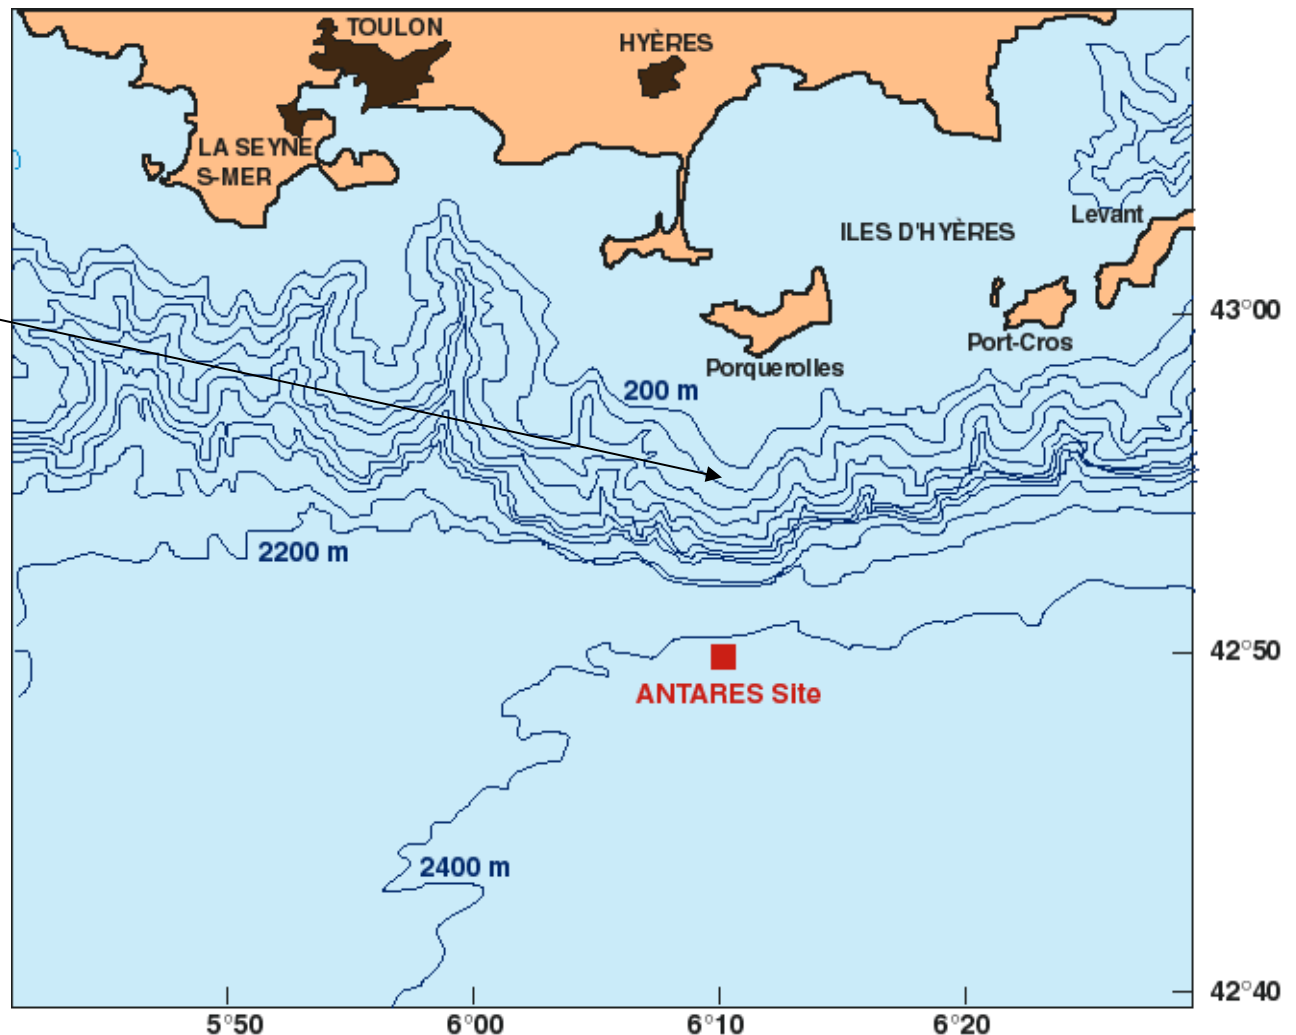 TOULON
HYÈRES
LA SEYNE
S-MER
Levant
ILES D'HYÈRES
43°00
Port-Cros
Porquerolles
200 m
2200 m
42°50
ANTARES Site
2400 m
42°40
5°50
6°00
6°10
6°20